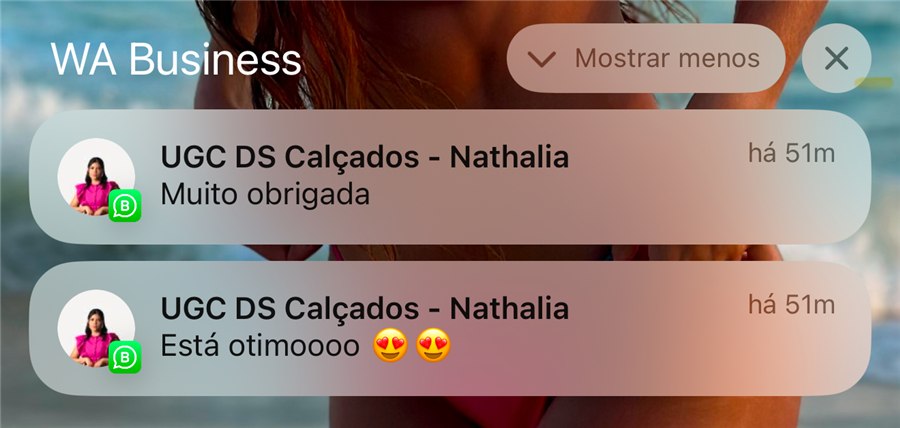 WA Business
Mostrar menos
UGC DS Calçados - Nathalia
há 51m
Muito obrigada
UGC DS Calçados - Nathalia
há 51m
Está otimoooo 😍😍